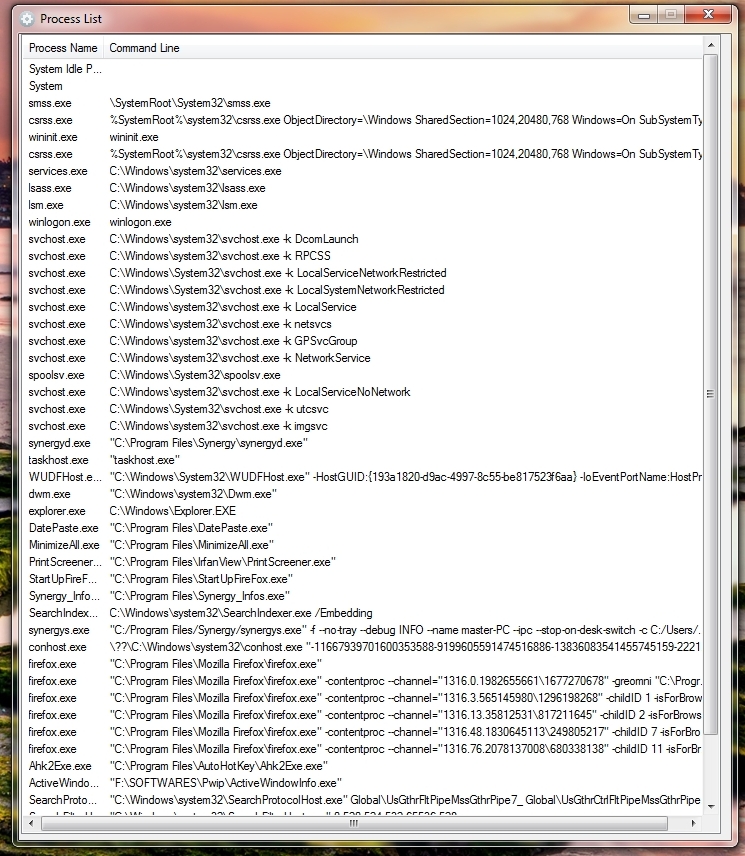 Process List
Process Name Command Line
System Idle P...
System
smss.exe \SystemRoot\System32\smss.exe
csrss.exe %SystemRoot%\system32\csrss.exe ObjectDirectory=\Windows SharedSection=1024,20480,768 Windows=On SubSystemTy
wininit.exe wininit.exe
csrss.exe %SystemRoot%\system32\csrss.exe ObjectDirectory=\Windows SharedSection=1024,20480,768 Windows=On SubSystemTy
services.exe C:\Windows\system32\services.exe
lsass.exe C:\Windows\system32\lsass.exe
lsm.exe C:\Windows\system32\lsm.exe
winlogon.exe winlogon.exe
svchost.exe C:\Windows\system32\svchost.exe -k DcomLaunch
svchost.exe C:\Windows\system32\svchost.exe -k RPCSS
svchost.exe C:\Windows\System32\svchost.exe -k LocalServiceNetworkRestricted
svchost.exe C:\Windows\System32\svchost.exe -k LocalSystemNetworkRestricted
svchost.exe C:\Windows\system32\svchost.exe -k LocalService
svchost.exe C:\Windows\system32\svchost.exe -k netsvcs
svchost.exe C:\Windows\system32\svchost.exe -k GPSvcGroup
svchost.exe C:\Windows\system32\svchost.exe -k NetworkService
spoolsv.exe C:\Windows\System32\spoolsv.exe
svchost.exe C:\Windows\system32\svchost.exe -k LocalServiceNoNetwork
svchost.exe C:\Windows\System32\svchost.exe -k utcsvc
svchost.exe C:\Windows\system32\svchost.exe -k imgsvc
synergyd.exe "C:\Program Files\Synergy\synergyd.exe"
taskhost.exe "taskhost.exe"
WUDFHost.e... "C:\Windows\System32\WUDFHost.exe" -HostGUID:{193a1820-d9ac-4997-8c55-be817523f6aa} -IoEventPortName:HostPr
dwm.exe "C:\Windows\system32\Dwm.exe"
explorer.exe C:\Windows\Explorer.EXE
DatePaste.exe "C:\Program Files\DatePaste.exe"
MinimizeAll.exe "C:\Program Files\MinimizeAll.exe"
PrintScreener... "C:\Program Files\IrfanView\PrintScreener.exe"
StartUpFireF... "C:\Program Files\StartUpFireFox.exe"
Synergy_Info... "C:\Program Files\Synergy_Infos.exe"
SearchIndex... C:\Windows\system32\SearchIndexer.exe /Embedding
synergys.exe "C:/Program Files/Synergy/synergys.exe" -f --no-tray --debug INFO --name master-PC --ipc --stop-on-desk-switch -c C:/Users/.
conhost.exe \??\C:\Windows\system32\conhost.exe "-11667939701600353588-9199605591474516886-13836083541455745159-2221
firefox.exe "C:\Program Files\Mozilla Firefox\firefox.exe"
firefox.exe "C:\Program Files\Mozilla Firefox\firefox.exe" -contentproc --channel="1316.0.1982655661\1677270678" -greomni "C:\Progr.
firefox.exe "C:\Program Files\Mozilla Firefox\firefox.exe" -contentproc --channel="1316.3.565145980\1296198268" -childID 1 -isForBrows
firefox.exe "C:\Program Files\Mozilla Firefox\firefox.exe" -contentproc --channel="1316.13.35812531\817211645" -childID 2 -isForBrows
firefox.exe "C:\Program Files\Mozilla Firefox\firefox.exe" -contentproc --channel="1316.48.1830645113\249805217" -childID 7 -isForBro
firefox.exe "C:\Program Files\Mozilla Firefox\firefox.exe" -contentproc --channel="1316.76.2078137008\680338138" -childID 11 -isForBr
Ahk2Exe.exe "C:\Program Files\AutoHotKey\Ahk2Exe.exe"
ActiveWindo... "F:\SOFTWARES\Pwip\ActiveWindowInfo.exe"
SearchProto... "C:\Windows\system32\SearchProtocolHost.exe" Global\UsGthrFltPipeMssGthrPipe7_ Global\UsGthrCtrlFltPipeMssGthrPipe